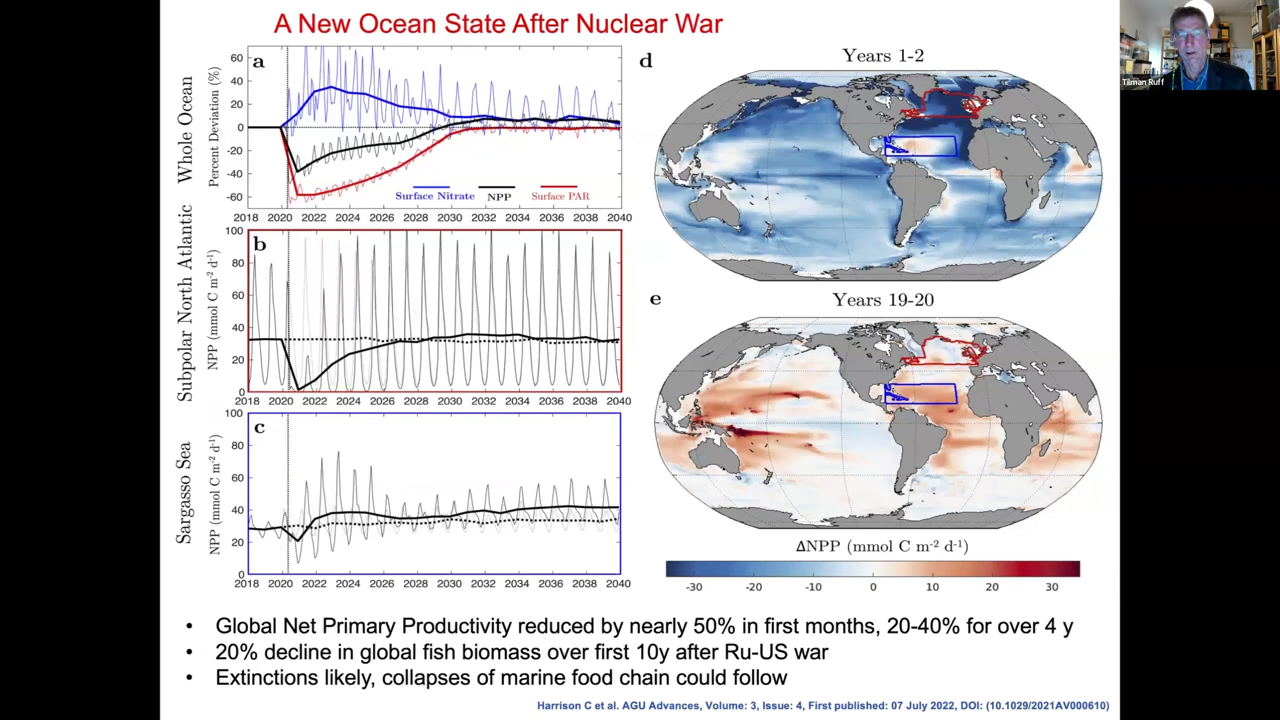 A New Ocean State After Nuclear War
Tilman Ruff
Whole Ocean
Percent Deviation (%)
a
60
40
20
0
-20
-40
-60
Surface Nitrate
NPP
Surface PAR
2018 2020 2022 2024 2026 2028 2030 2032 2034 2036 2038 2040
Subpolar North Atlantic
NPP (mmol C m⁻² d⁻¹)
b
100
80
60
40
20
0
2018 2020 2022 2024 2026 2028 2030 2032 2034 2036 2038 2040
Sargasso Sea
NPP (mmol C m⁻² d⁻¹)
c
100
80
60
40
20
0
2018 2020 2022 2024 2026 2028 2030 2032 2034 2036 2038 2040
d
Years 1-2
e
Years 19-20
ΔNPP (mmol C m⁻² d⁻¹)
-30 -20 -10 0 10 20 30
• Global Net Primary Productivity reduced by nearly 50% in first months, 20-40% for over 4 y
• 20% decline in global fish biomass over first 10y after Ru-US war
• Extinctions likely, collapses of marine food chain could follow
Harrison C et al. AGU Advances, Volume: 3, Issue: 4, First published: 07 July 2022, DOI: (10.1029/2021AV000610)